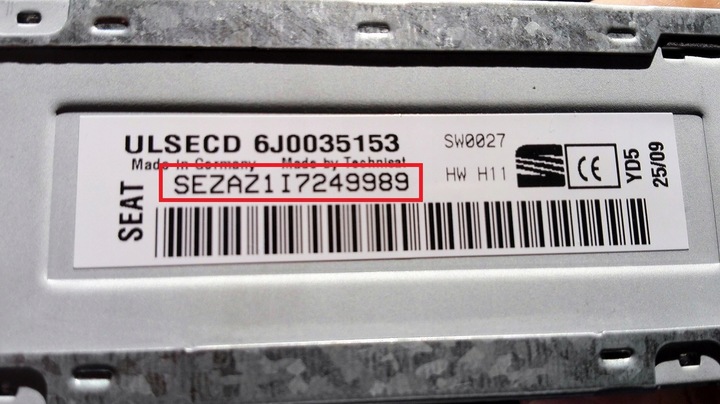 ULSECD 6J0035153
Made in Germany Made by Technisat
SEZAZ1I7249989
SEAT
SW0027
HW H11
CE
YD5
25/09